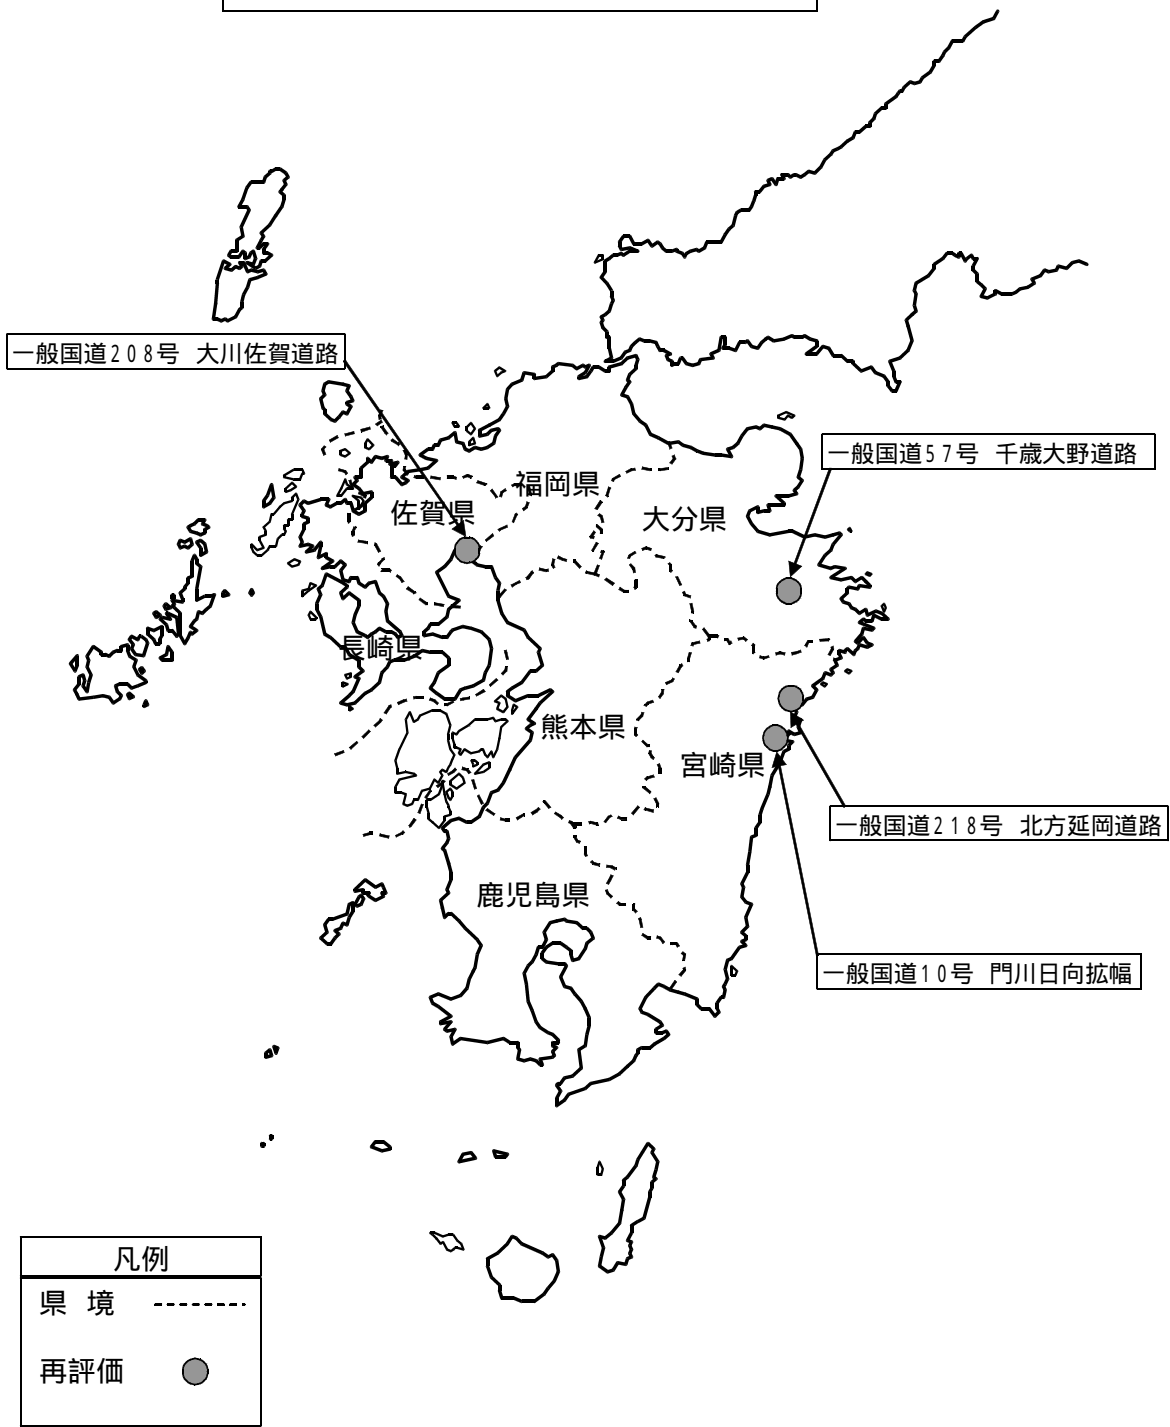 一般国道208号 大川佐賀道路
一般国道57号 千歳大野道路
福岡県
佐賀県
大分県
長崎県
熊本県
宮崎県
一般国道218号 北方延岡道路
鹿児島県
一般国道10号 門川日向拡幅
凡例
県 境
再評価